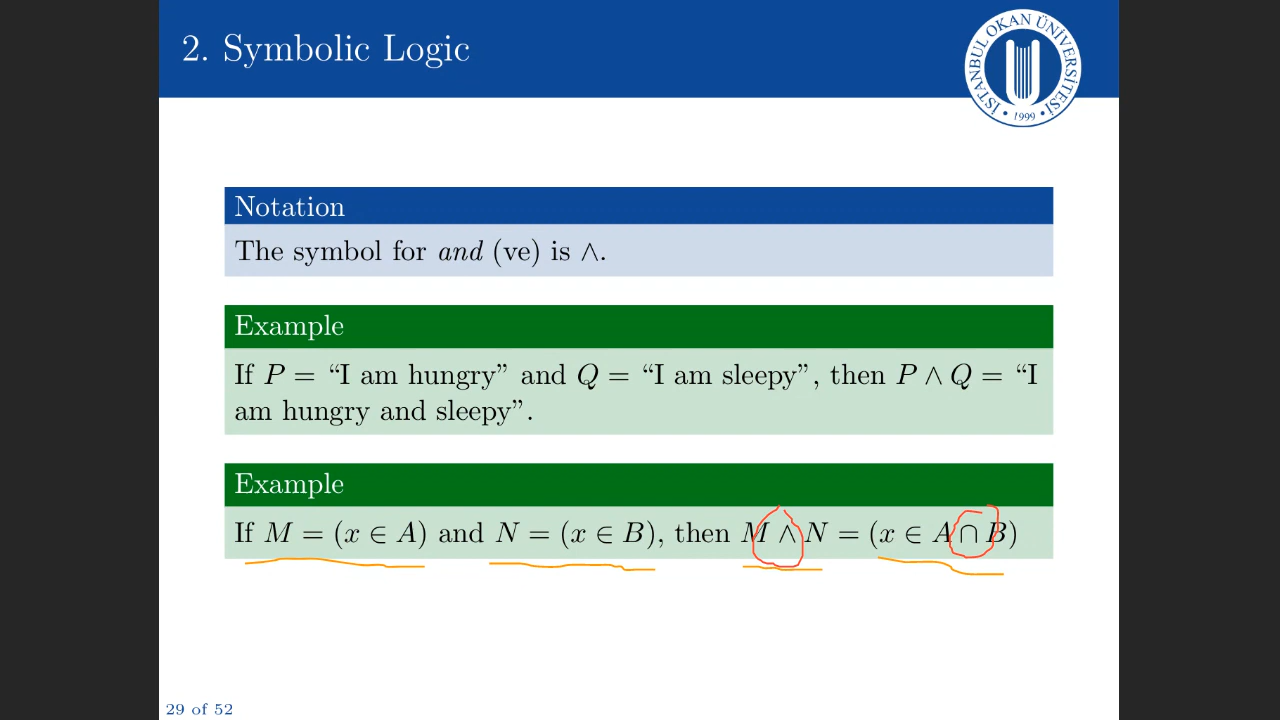 2. Symbolic Logic
İSTANBUL OKAN ÜNİVERSİTESİ
• 1999 •
Notation
The symbol for and (ve) is ∧.
Example
If P = “I am hungry” and Q = “I am sleepy”, then P ∧ Q = “I
am hungry and sleepy”.
Example
If M = (x ∈ A) and N = (x ∈ B), then M ∧ N = (x ∈ A ∩ B)
29 of 52